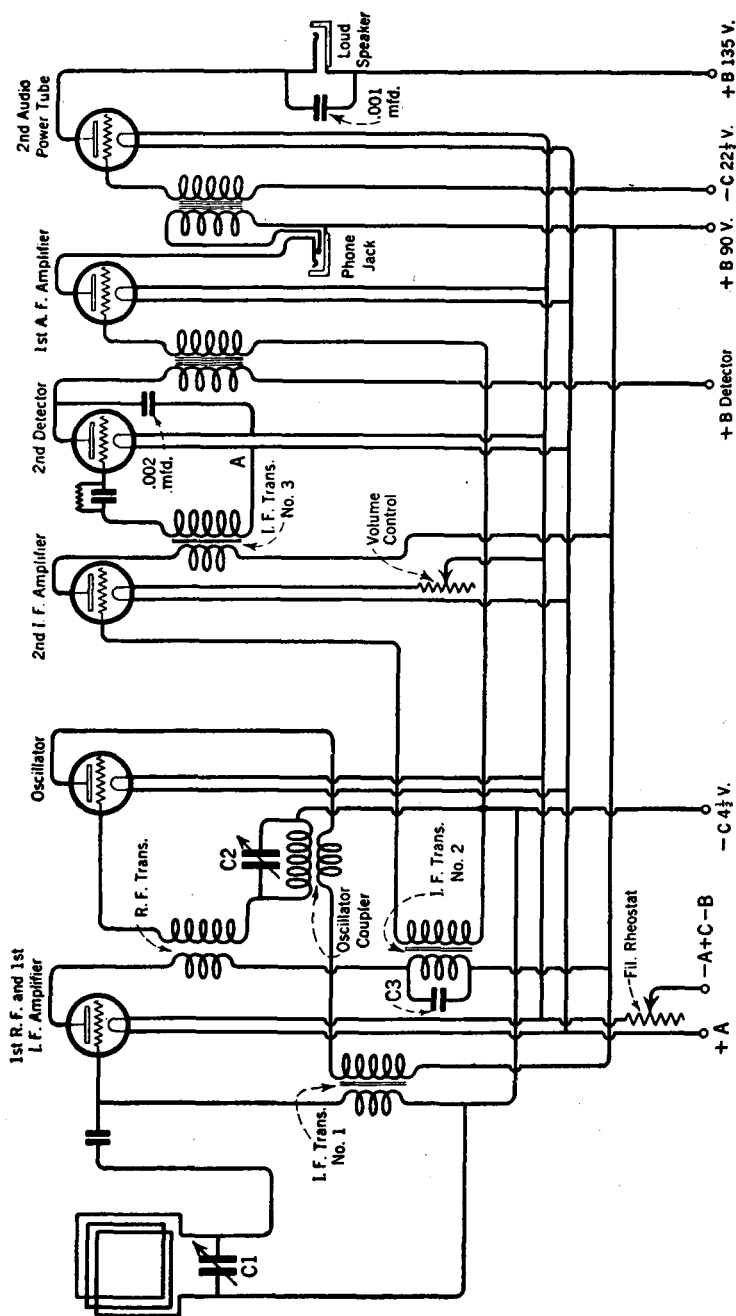 1st R. F. and 1st
I. F. Amplifier
Oscillator
2nd I. F. Amplifier
2nd Detector
1st A. F. Amplifier
2nd Audio
Power Tube
R. F. Trans.
C2
Oscillator
Coupler
C1
I. F. Trans.
No. 1
C3
I. F. Trans.
No. 2
Fil. Rheostat
Volume
Control
I. F. Trans.
No. 3
.002
mfd.
A
Phone
Jack
.001
mfd.
Loud
Speaker
+ A
– A + C – B
– C 4½ V.
+ B Detector
+ B 90 V.
– C 22½ V.
+ B 135 V.